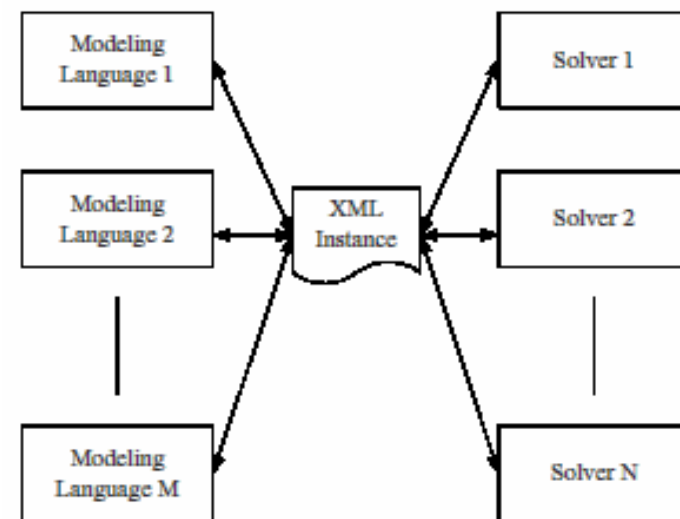 Modeling
Language 1
Solver 1
Modeling
Language 2
XML
Instance
Solver 2
Modeling
Language M
Solver N